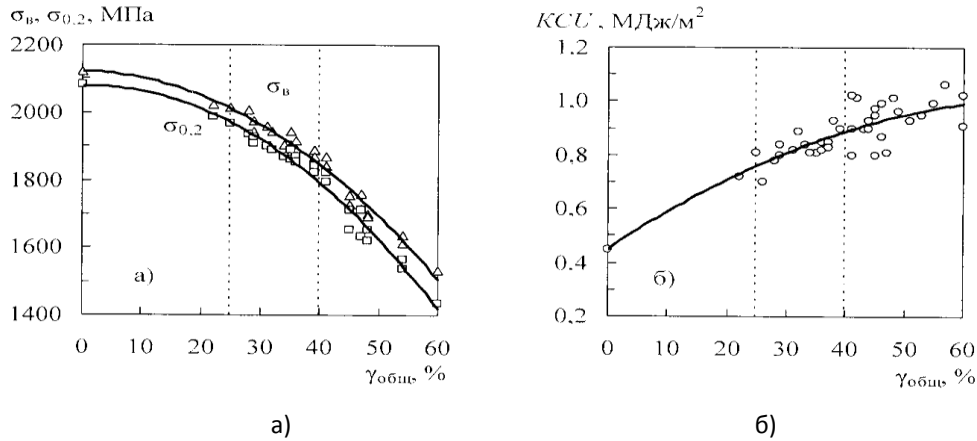 σв, σ0.2, МПа
2200
2000
1800
1600
1400
σв
σ0.2
а)
0 10 20 30 40 50 60
γобщ, %
а)
KCU, МДж/м²
1.2
1.0
0.8
0.6
0.4
0.2
б)
0 10 20 30 40 50 60
γобщ, %
б)